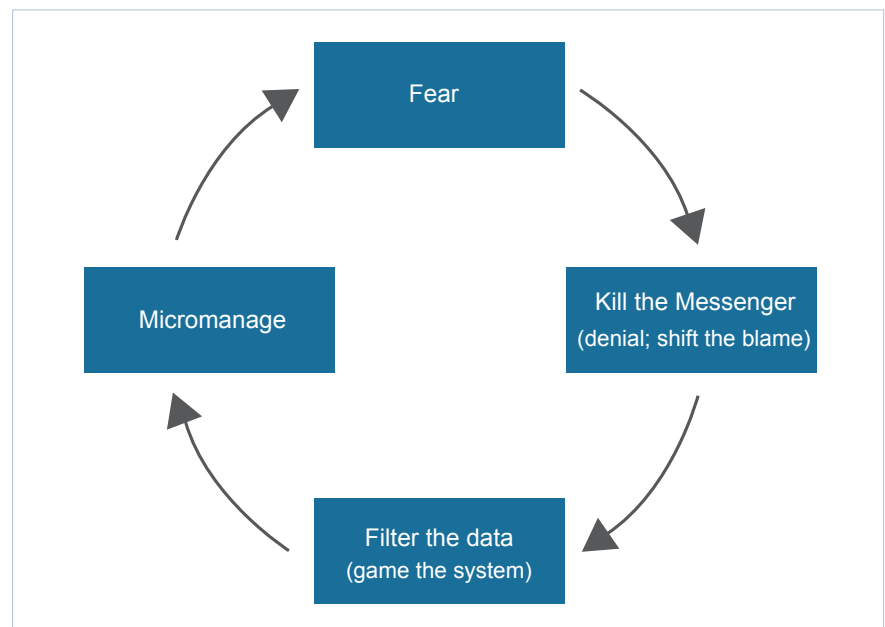 Fear
Kill the Messenger
(denial; shift the blame)
Filter the data
(game the system)
Micromanage